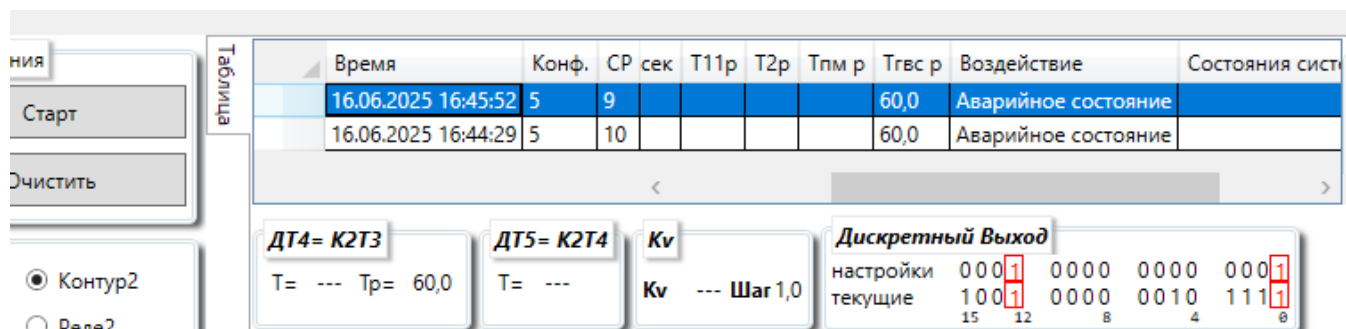 ния
Старт
Очистить
Контур2
Реле2
Таблица
Время Конф. СР сек Т11р Т2р Тпм р Тгвс р Воздействие Состояния систе
16.06.2025 16:45:52 5 9 60,0 Аварийное состояние
16.06.2025 16:44:29 5 10 60,0 Аварийное состояние
ДТ4= К2Т3
Т= --- Тр= 60,0
ДТ5= К2Т4
Т= ---
Kv
Kv --- Шаг 1,0
Дискретный Выход
настройки 0001 0000 0000 0001
текущие 1001 0000 0010 1111
15 12 8 4 0